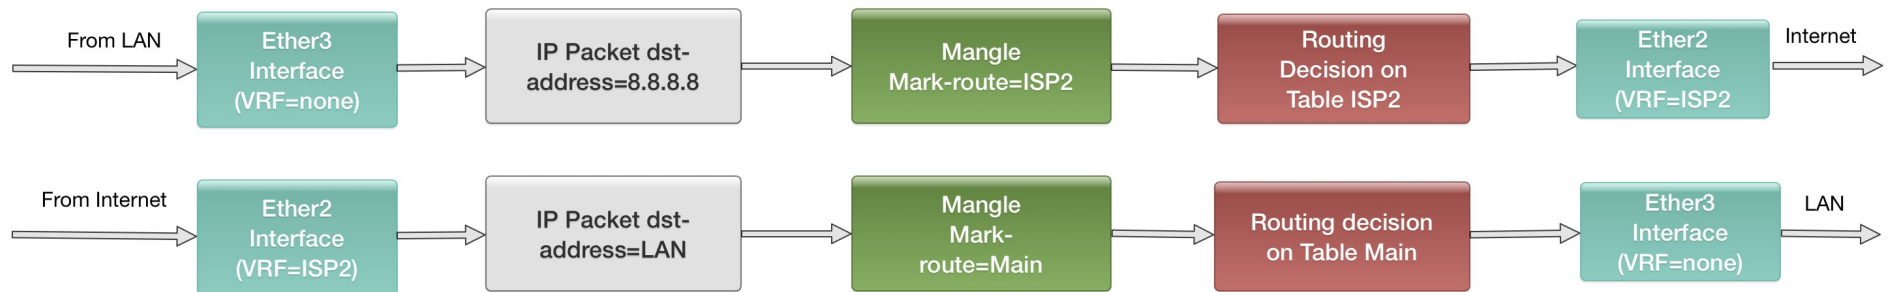 From LAN
Ether3
Interface
(VRF=none)
IP Packet dst-
address=8.8.8.8
Mangle
Mark-route=ISP2
Routing
Decision on
Table ISP2
Ether2
Interface
(VRF=ISP2
Internet
From Internet
Ether2
Interface
(VRF=ISP2)
IP Packet dst-
address=LAN
Mangle
Mark-
route=Main
Routing decision
on Table Main
Ether3
Interface
(VRF=none)
LAN